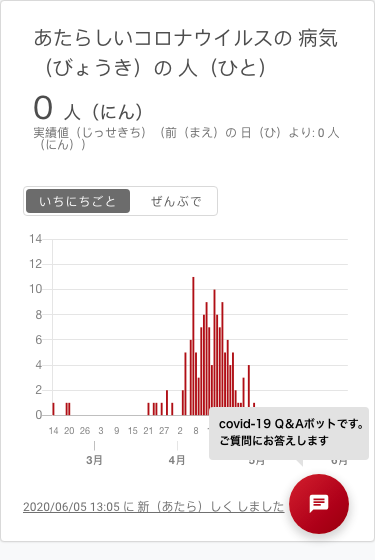 あたらしいコロナウイルスの 病気
（びょうき）の 人（ひと）
0 人（にん）
実績値（じっせきち）（前（まえ）の 日（ひ）より: 0 人
（にん））
いちにちごと ぜんぶで
14
12
10
8
6
4
2
0
14 20 26 3 9 15 21 27 2 8
3月 4月 5月 6月
covid-19 Q&Aボットです。
ご質問にお答えします
2020/06/05 13:05 に 新（あたら）しく しました